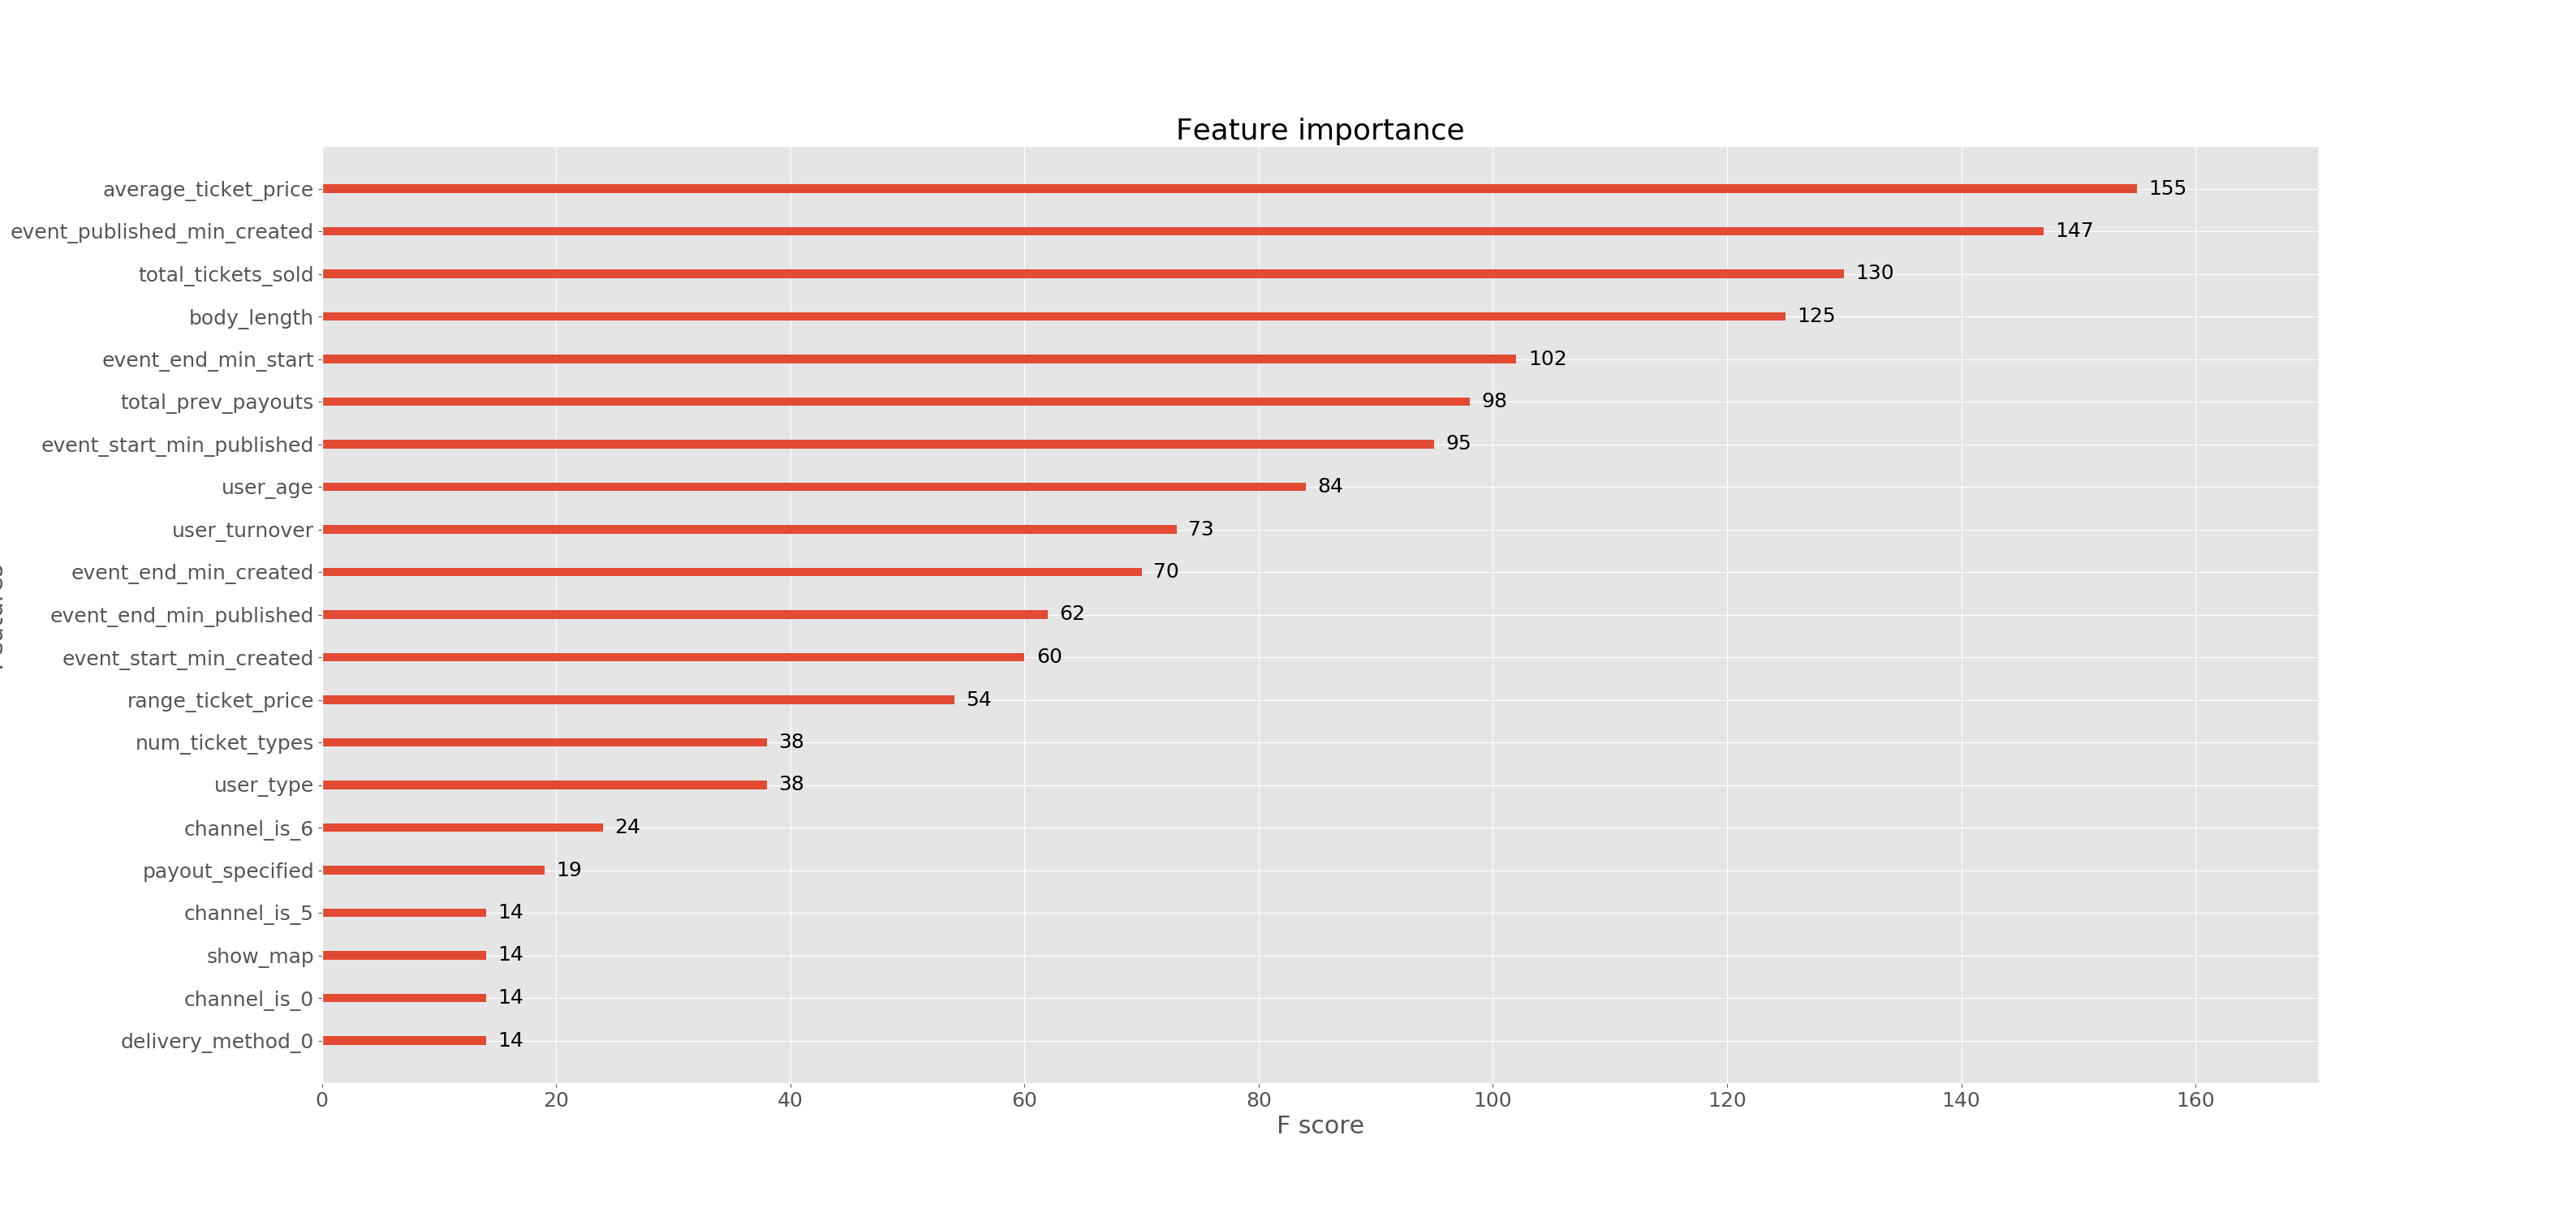 Feature importance
average_ticket_price 155
event_published_min_created 147
total_tickets_sold 130
body_length 125
event_end_min_start 102
total_prev_payouts 98
event_start_min_published 95
user_age 84
user_turnover 73
event_end_min_created 70
event_end_min_published 62
event_start_min_created 60
range_ticket_price 54
num_ticket_types 38
user_type 38
channel_is_6 24
payout_specified 19
channel_is_5 14
show_map 14
channel_is_0 14
delivery_method_0 14
0 20 40 60 80 100 120 140 160
F score